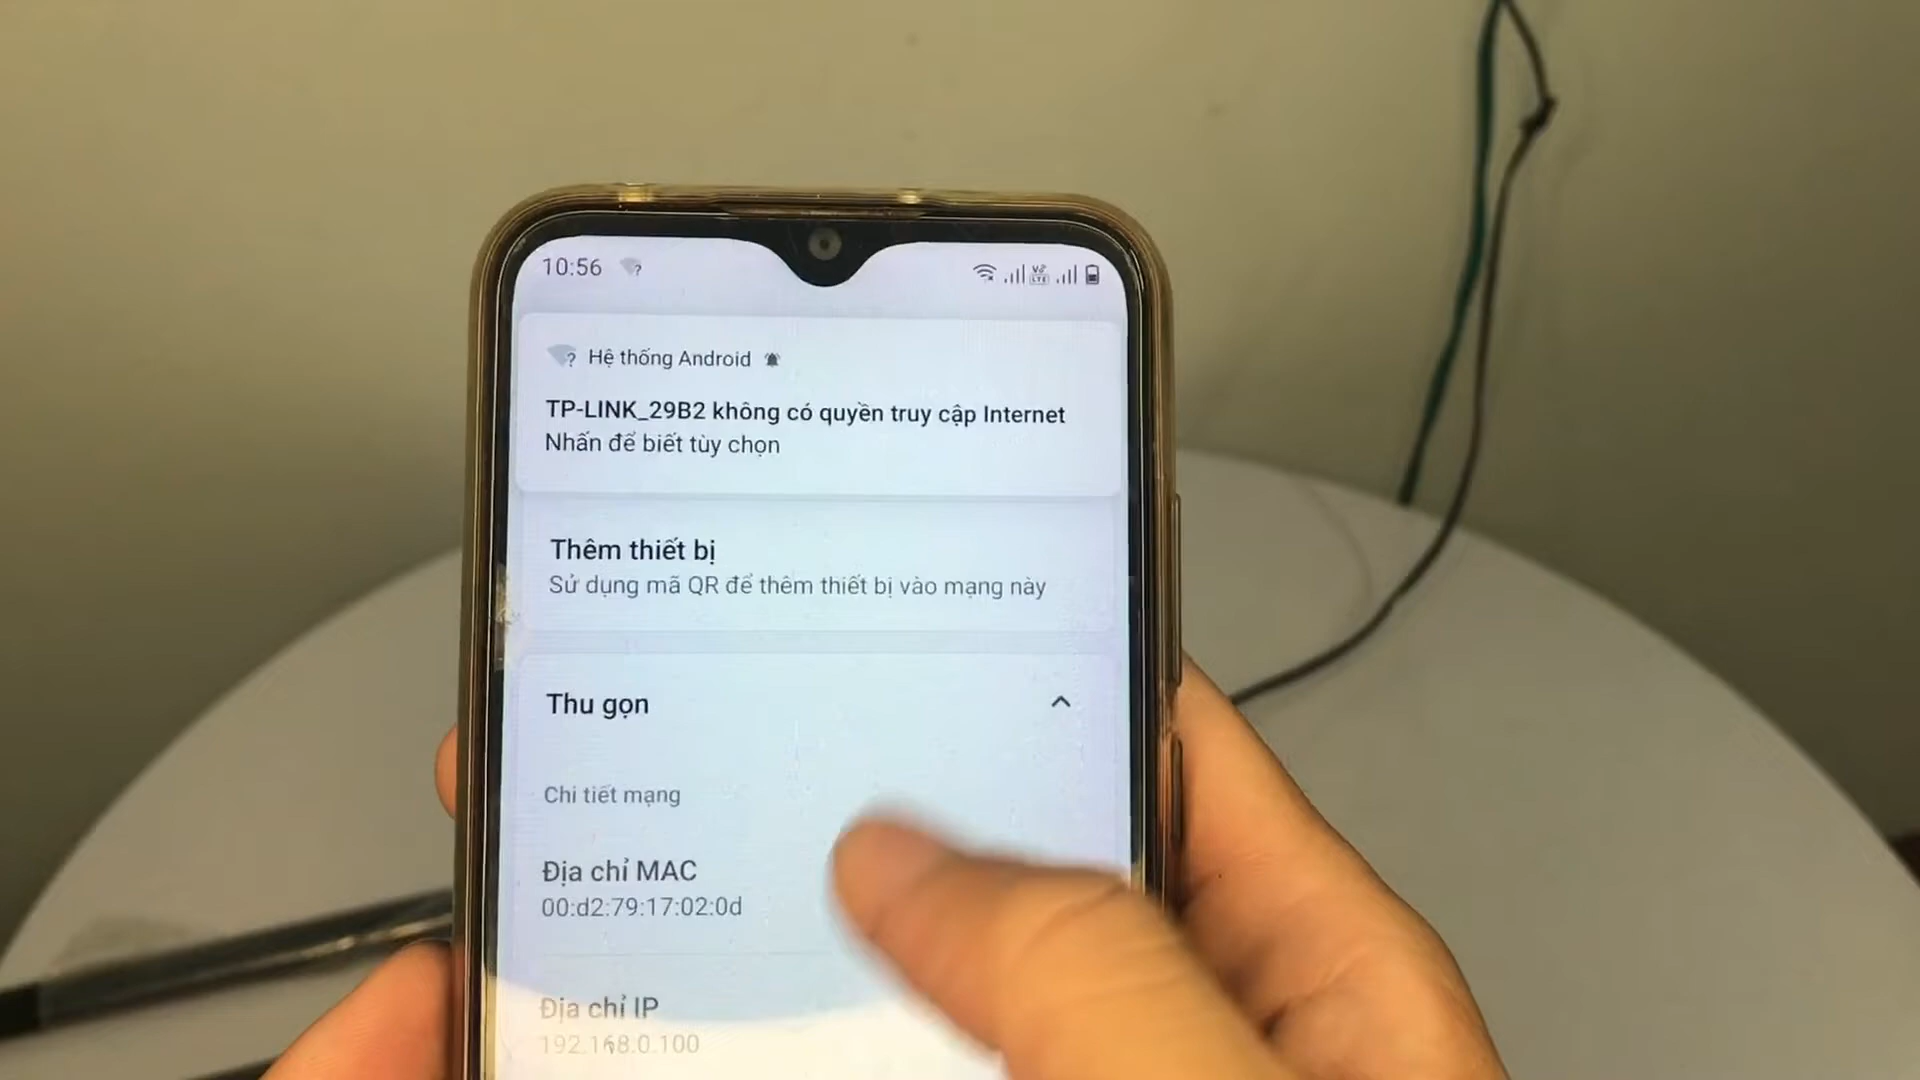 10:56
Hệ thống Android
TP-LINK_29B2 không có quyền truy cập Internet
Nhấn để biết tùy chọn
Thêm thiết bị
Sử dụng mã QR để thêm thiết bị vào mạng này
Thu gọn
Chi tiết mạng
Địa chỉ MAC
00:d2:79:17:02:0d
Địa chỉ IP
192.168.0.100